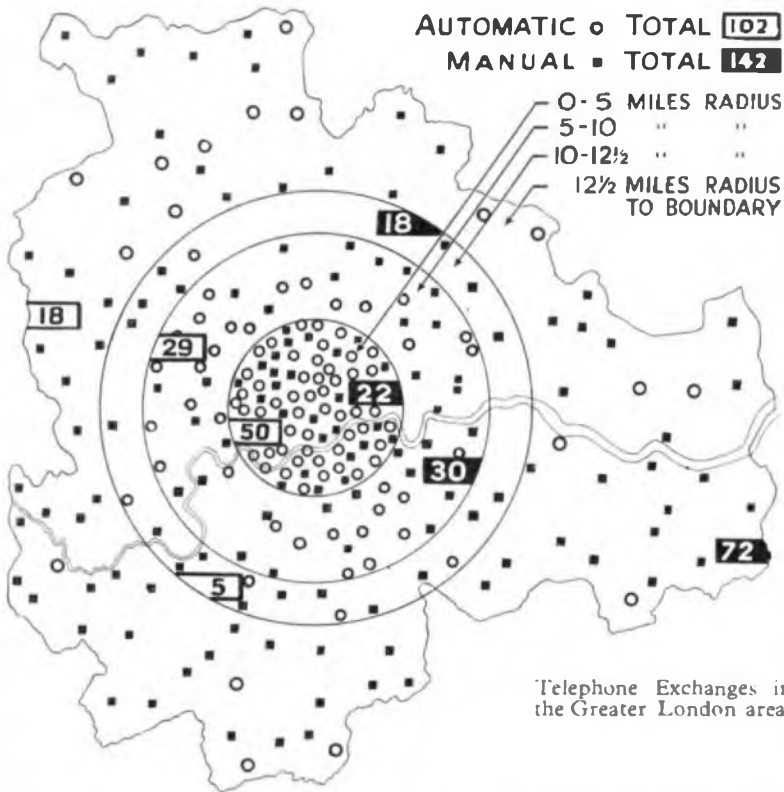 AUTOMATIC o TOTAL 102
MANUAL ▪ TOTAL 142
0-5 MILES RADIUS
5-10 " "
10-12½ " "
12½ MILES RADIUS
TO BOUNDARY
18
18
29
22
50
30
72
5
Telephone Exchanges in
the Greater London area